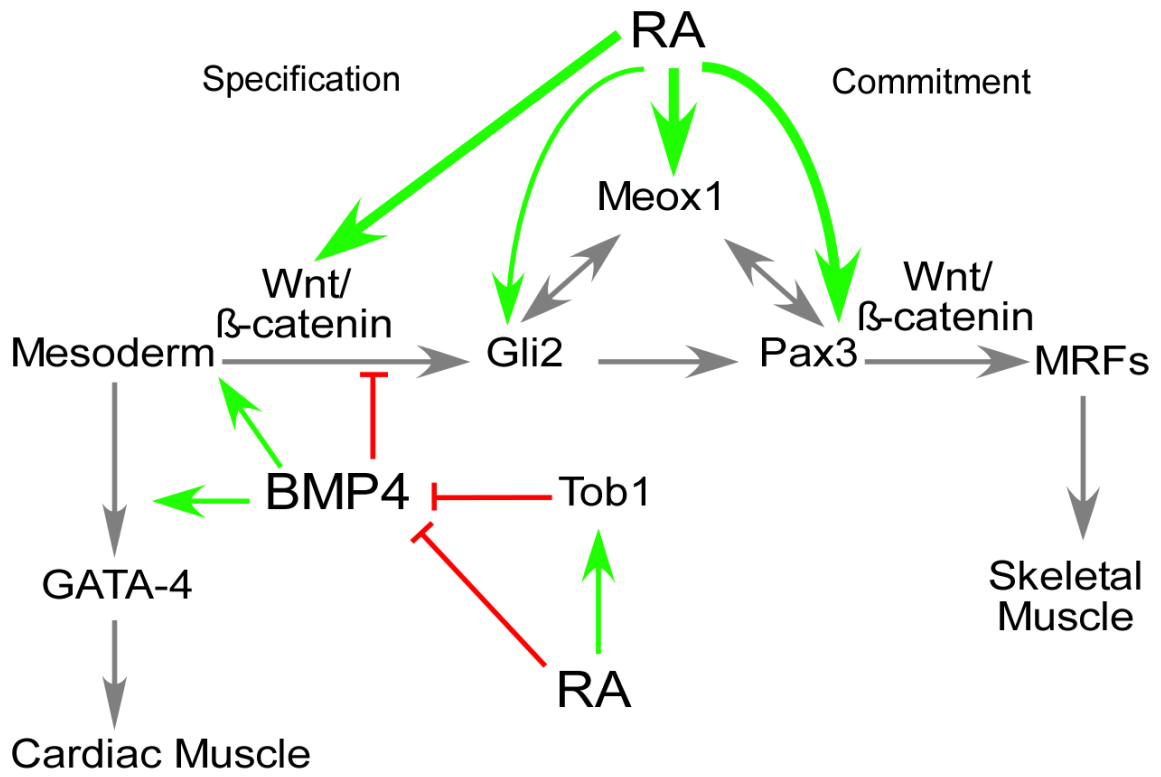 RA
Specification
Commitment
Meox1
Wnt/
ß-catenin
Wnt/
ß-catenin
Mesoderm
Gli2
Pax3
MRFs
BMP4
Tob1
GATA-4
Skeletal
Muscle
RA
Cardiac Muscle